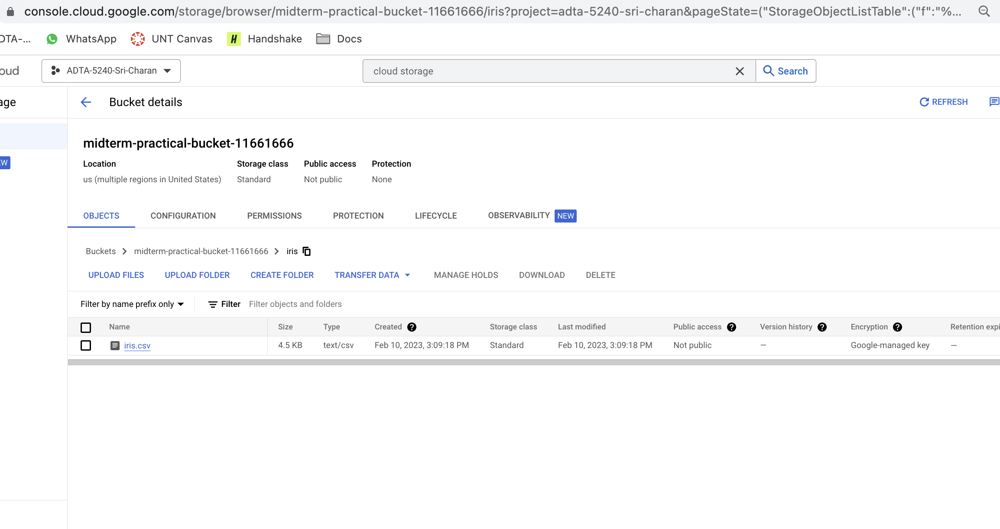 console.cloud.google.com/storage/browser/midterm-practical-bucket-11661666/iris?project=adta-5240-sri-charan&pageState=("StorageObjectListTable":("f":"%...
DTA-... WhatsApp UNT Canvas H Handshake Docs
oud ADTA-5240-Sri-Charan cloud storage Search
age Bucket details REFRESH
midterm-practical-bucket-11661666
Location Storage class Public access Protection
EW
us (multiple regions in United States) Standard Not public None
OBJECTS CONFIGURATION PERMISSIONS PROTECTION LIFECYCLE OBSERVABILITY NEW
Buckets > midterm-practical-bucket-11661666 > iris
UPLOAD FILES UPLOAD FOLDER CREATE FOLDER TRANSFER DATA MANAGE HOLDS DOWNLOAD DELETE
Filter by name prefix only Filter Filter objects and folders
Name Size Type Created ? Storage class Last modified Public access ? Version history ? Encryption ? Retention expi
iris.csv 4.5 KB text/csv Feb 10, 2023, 3:09:18 PM Standard Feb 10, 2023, 3:09:18 PM Not public — Google-managed key —